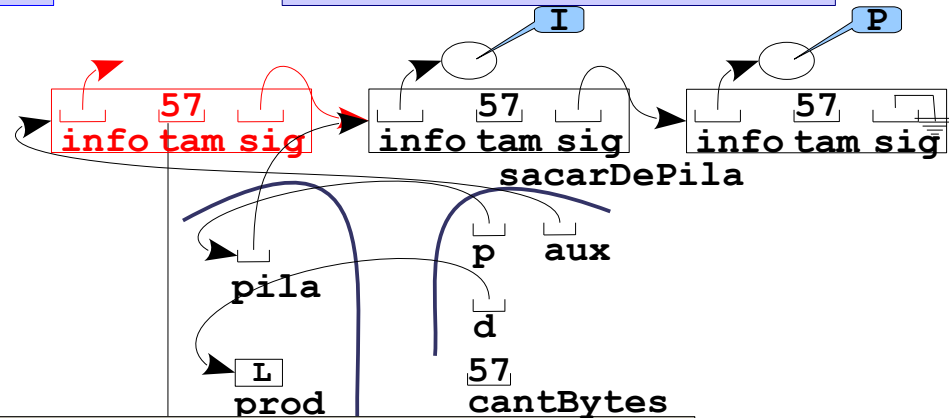 I P
57 57 57
info tam sig info tam sig info tam sig
sacarDePila
p aux
pila
d
L 57
prod cantBytes